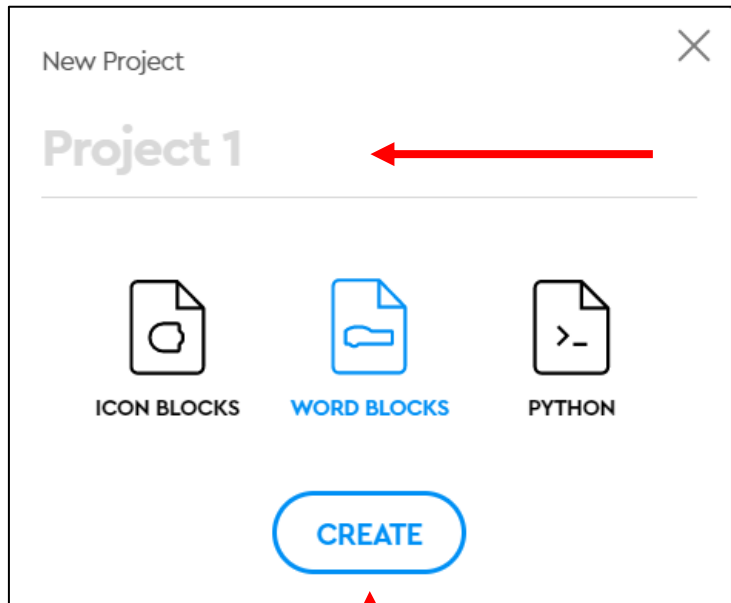 New Project
Project 1
>_
ICON BLOCKS WORD BLOCKS PYTHON
CREATE